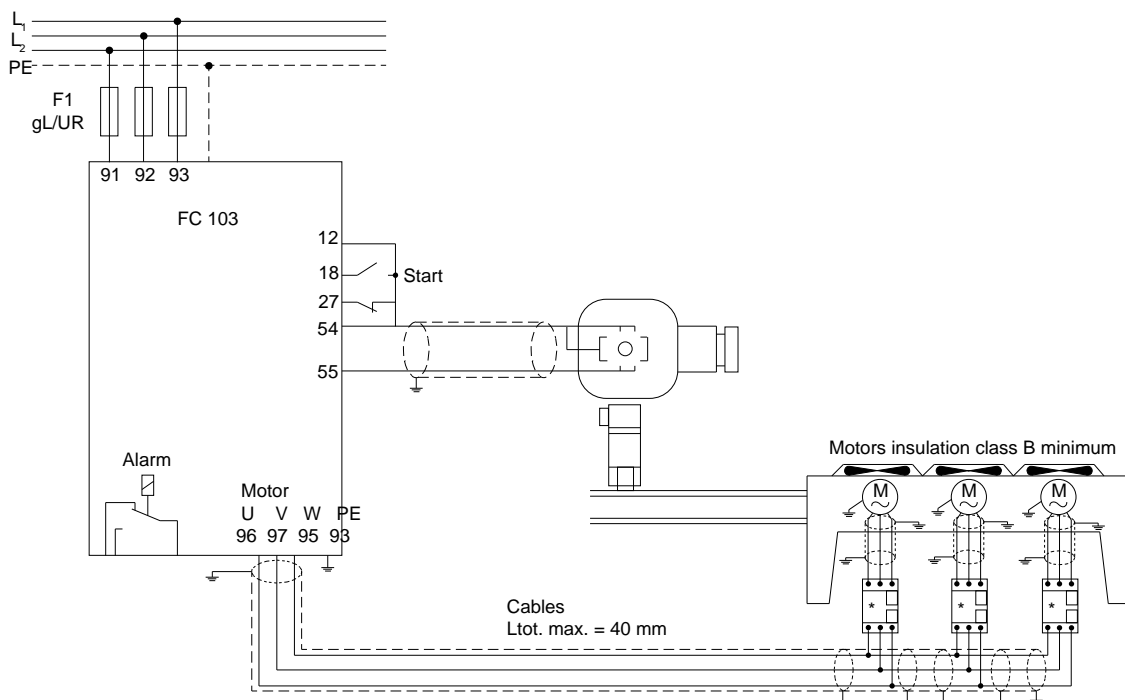 L1
L2
PE
F1
gL/UR
91 92 93
FC 103
12
18 Start
27
54
55
Alarm
Motor
U V W PE
96 97 95 93
Motors insulation class B minimum
M M M
* * *
Cables
Ltot. max. = 40 mm